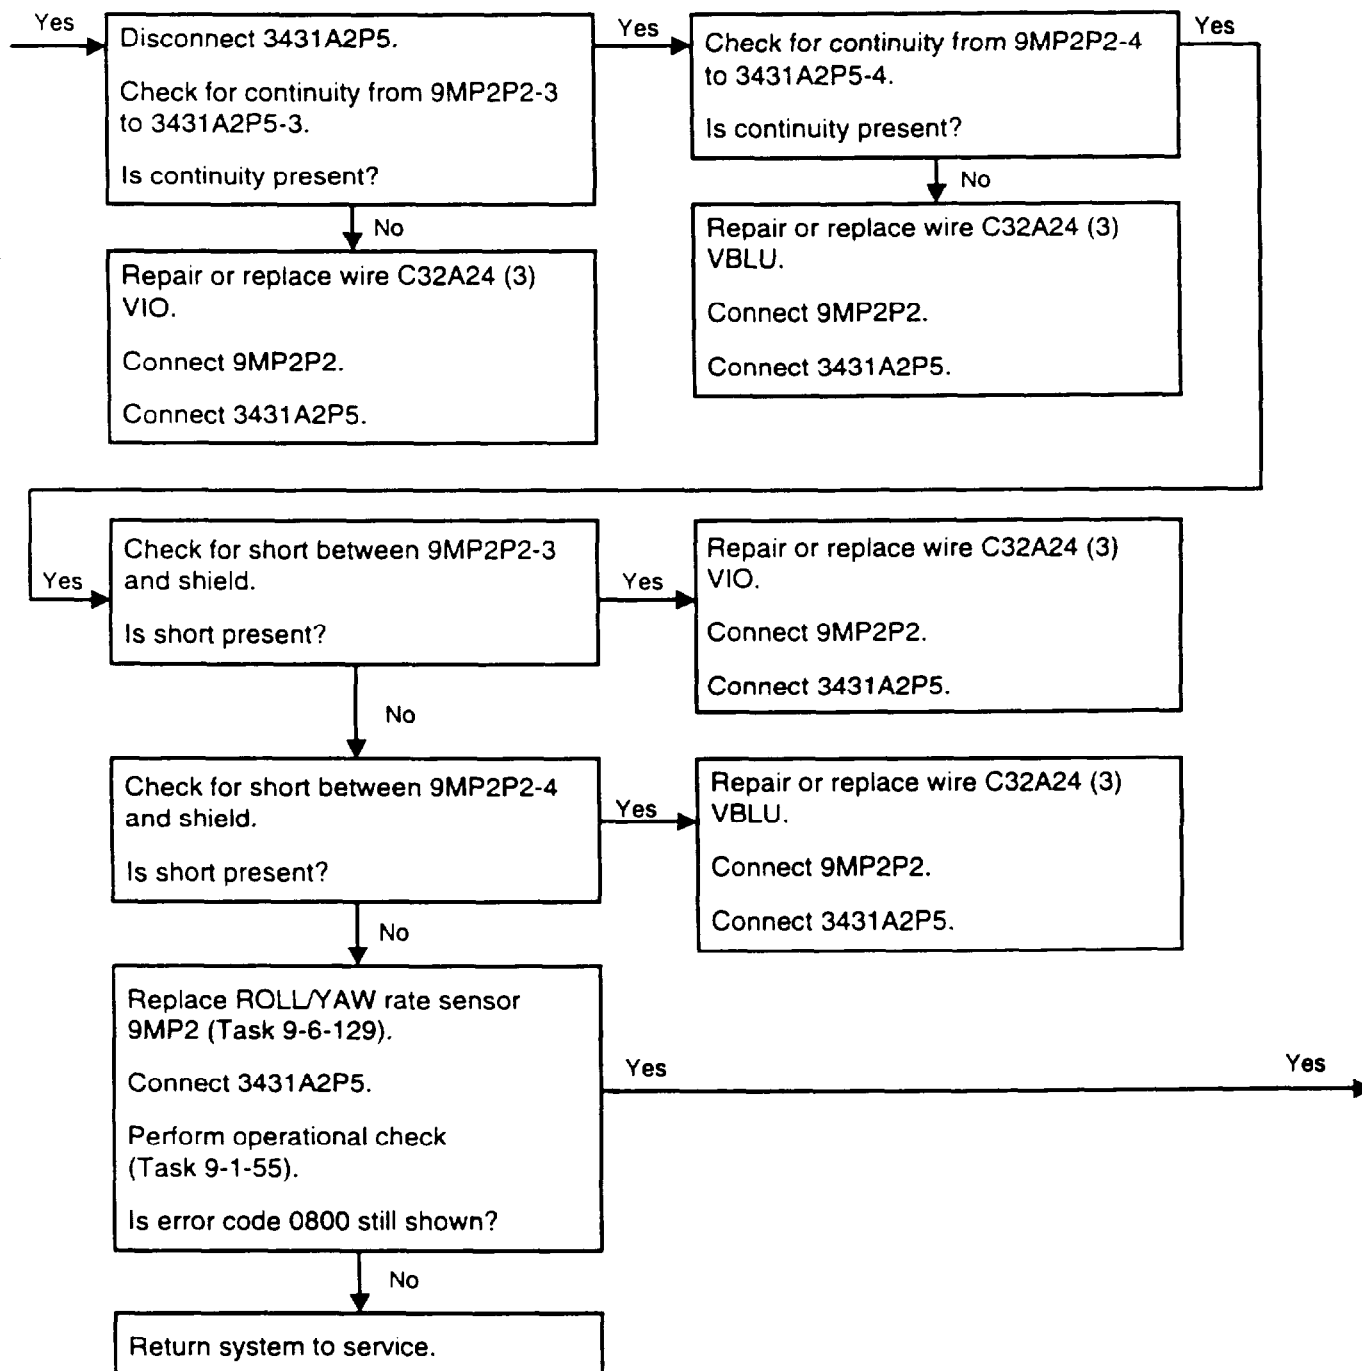 Yes
Disconnect 3431A2P5.
Check for continuity from 9MP2P2-3
to 3431A2P5-3.
Is continuity present?
Yes
Check for continuity from 9MP2P2-4
to 3431A2P5-4.
Is continuity present?
Yes
No
Repair or replace wire C32A24 (3)
VIO.
Connect 9MP2P2.
Connect 3431A2P5.
No
Repair or replace wire C32A24 (3)
VBLU.
Connect 9MP2P2.
Connect 3431A2P5.
Yes
Check for short between 9MP2P2-3
and shield.
Is short present?
Yes
Repair or replace wire C32A24 (3)
VIO.
Connect 9MP2P2.
Connect 3431A2P5.
No
Check for short between 9MP2P2-4
and shield.
Is short present?
Yes
Repair or replace wire C32A24 (3)
VBLU.
Connect 9MP2P2.
Connect 3431A2P5.
No
Replace ROLL/YAW rate sensor
9MP2 (Task 9-6-129).
Connect 3431A2P5.
Perform operational check
(Task 9-1-55).
Is error code 0800 still shown?
Yes
Yes
No
Return system to service.